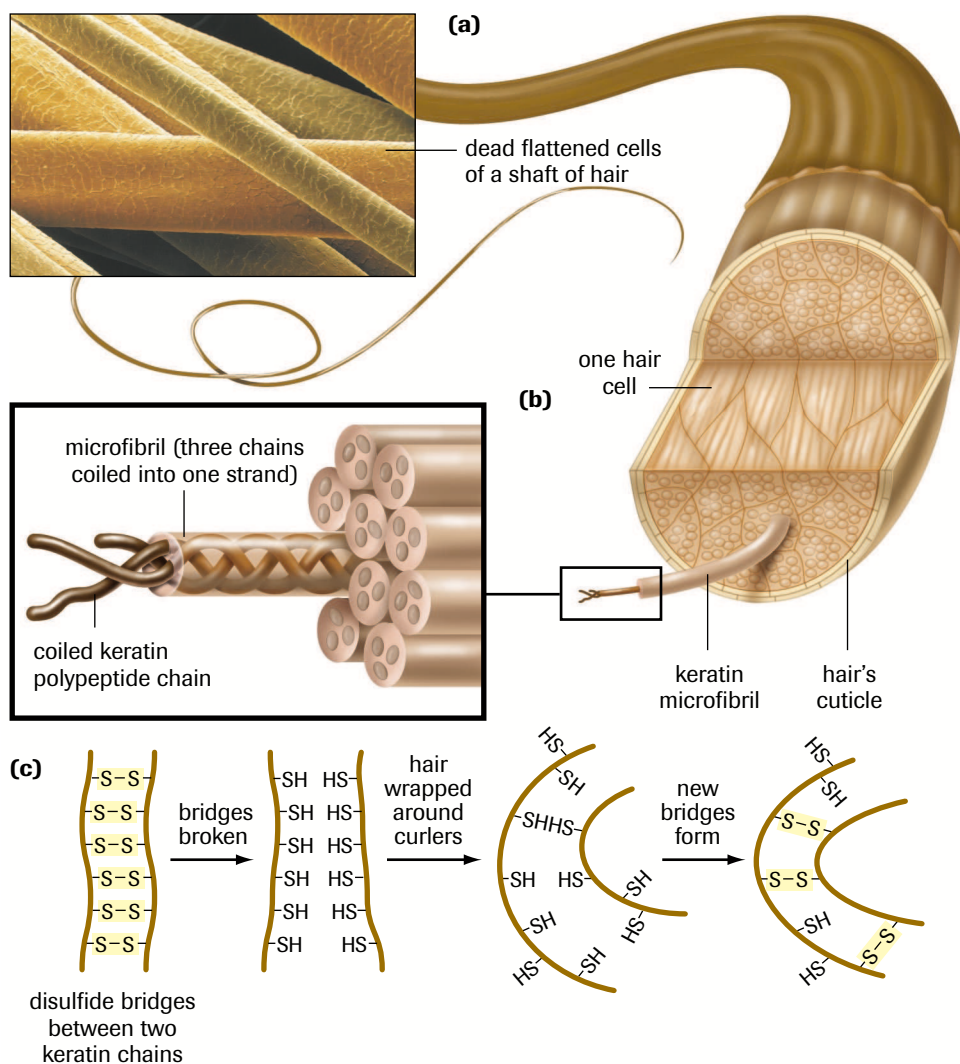 (a)
dead flattened cells
of a shaft of hair
one hair
cell
(b)
microfibril (three chains
coiled into one strand)
coiled keratin
polypeptide chain
keratin
microfibril
hair's
cuticle
(c)
S–S
S–S
S–S
S–S
S–S
S–S
disulfide bridges
between two
keratin chains
bridges
broken
SH HS
SH HS
SH HS
SH HS
SH HS
SH HS
hair
wrapped
around
curlers
HS
SH
SHHS
SH HS
SH
SH
HS
HS
SH
new
bridges
form
HS
SH
S–S
S–S
SH
HS
S–S